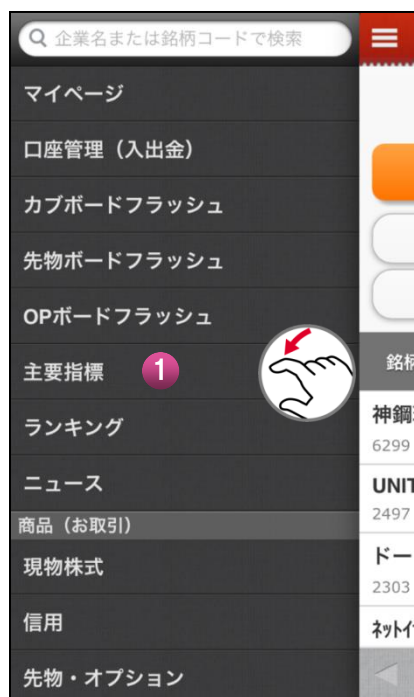 企業名または銘柄コードで検索
マイページ
口座管理（入出金）
カブボードフラッシュ
先物ボードフラッシュ
OPボードフラッシュ
主要指標 1
ランキング
ニュース
商品（お取引）
現物株式
信用
先物・オプション
銘柄
神鋼
6299
UNIT
2497
ドー
2303
ﾈｯﾄｲ